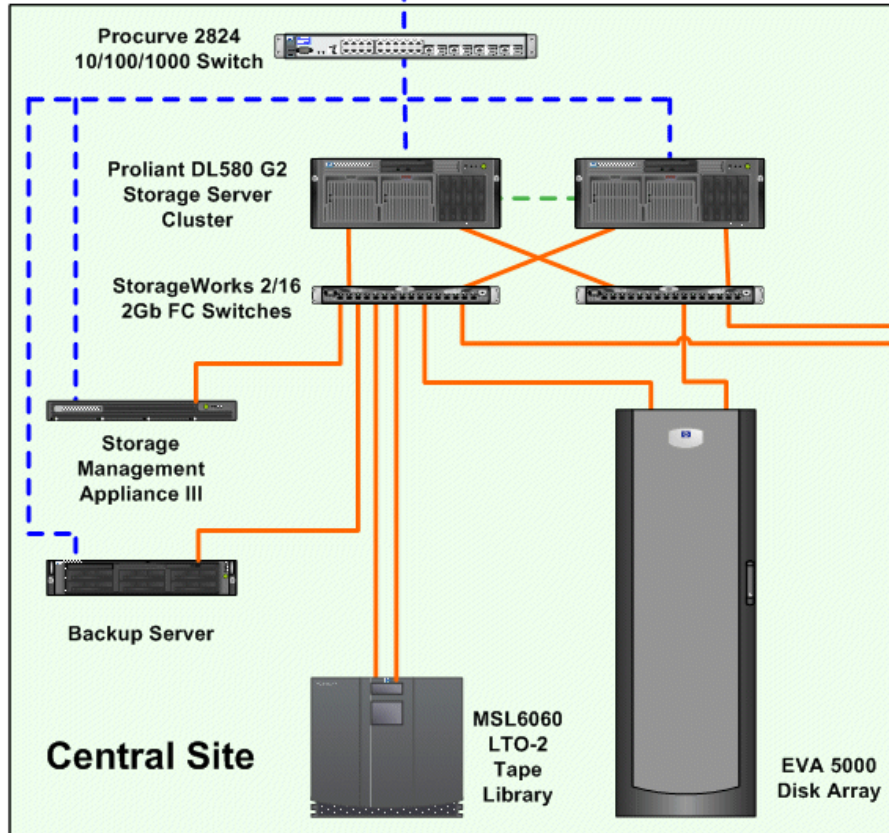 Procurve 2824
10/100/1000 Switch
Proliant DL580 G2
Storage Server
Cluster
StorageWorks 2/16
2Gb FC Switches
Storage
Management
Appliance III
Backup Server
Central Site
MSL6060
LTO-2
Tape
Library
EVA 5000
Disk Array